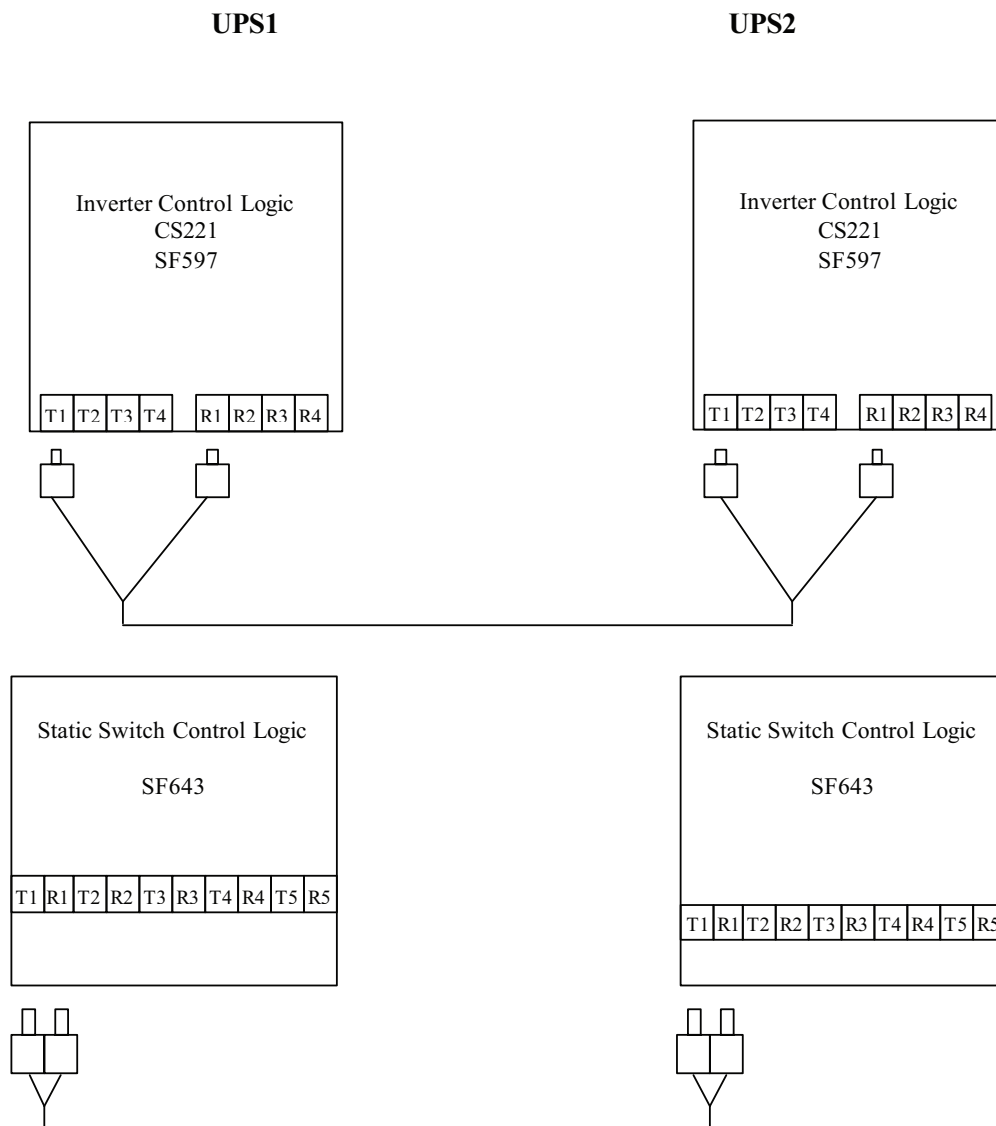 UPS1 UPS2
Inverter Control Logic
CS221
SF597
T1 T2 T3 T4 R1 R2 R3 R4
Inverter Control Logic
CS221
SF597
T1 T2 T3 T4 R1 R2 R3 R4
Static Switch Control Logic
SF643
T1 R1 T2 R2 T3 R3 T4 R4 T5 R5
Static Switch Control Logic
SF643
T1 R1 T2 R2 T3 R3 T4 R4 T5 R5